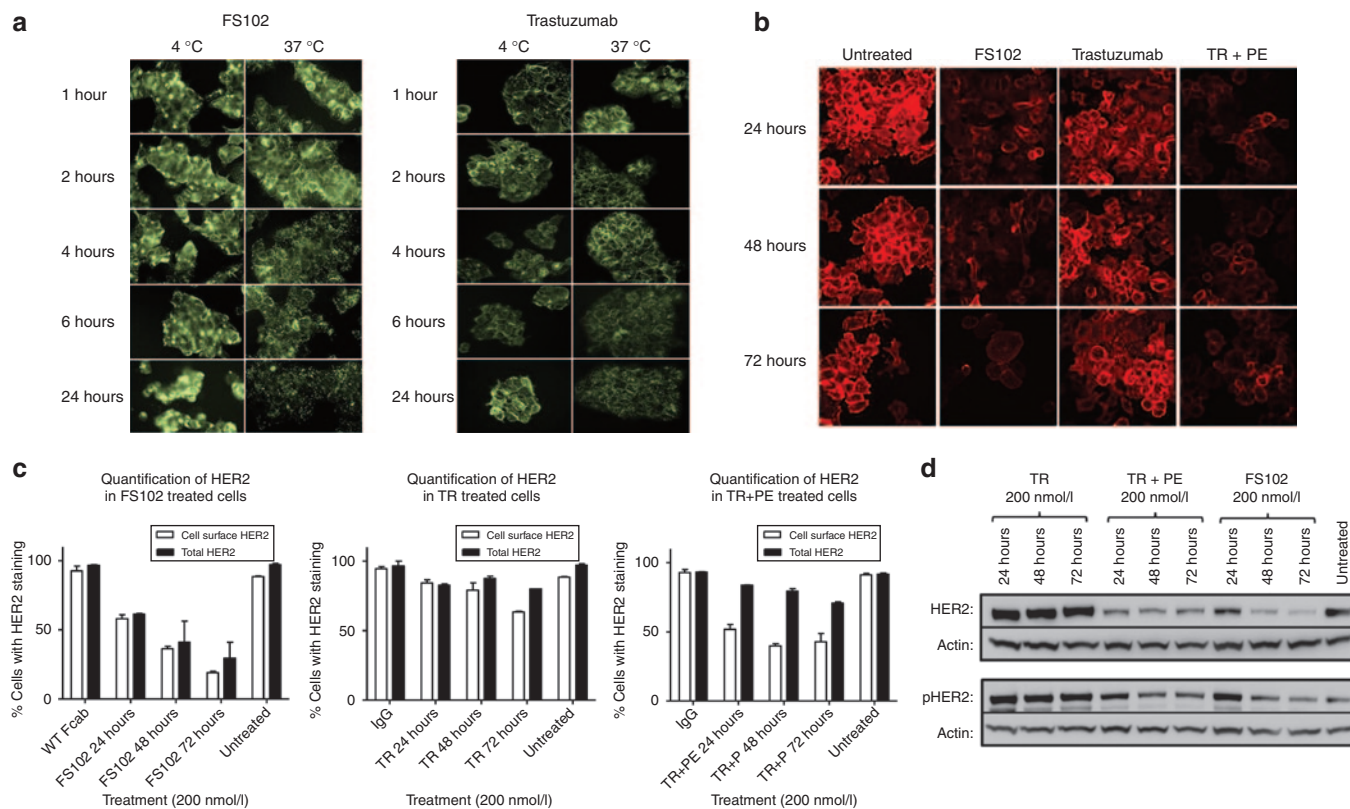 a
FS102
4 °C 37 °C
Trastuzumab
4 °C 37 °C
1 hour
2 hours
4 hours
6 hours
24 hours
1 hour
2 hours
4 hours
6 hours
24 hours
b
Untreated FS102 Trastuzumab TR + PE
24 hours
48 hours
72 hours
c
Quantification of HER2
in FS102 treated cells
Cell surface HER2
Total HER2
% Cells with HER2 staining
100
50
0
WT Fcab
FS102 24 hours
FS102 48 hours
FS102 72 hours
Untreated
Treatment (200 nmol/l)
Quantification of HER2
in TR treated cells
Cell surface HER2
Total HER2
% Cells with HER2 staining
100
50
0
IgG
TR 24 hours
TR 48 hours
TR 72 hours
Untreated
Treatment (200 nmol/l)
Quantification of HER2
in TR+PE treated cells
Cell surface HER2
Total HER2
% Cells with HER2 staining
100
50
0
IgG
TR+PE 24 hours
TR+P 48 hours
TR+P 72 hours
Untreated
Treatment (200 nmol/l)
d
TR
200 nmol/l
TR + PE
200 nmol/l
FS102
200 nmol/l
24 hours
48 hours
72 hours
24 hours
48 hours
72 hours
24 hours
48 hours
72 hours
Untreated
HER2:
Actin:
pHER2:
Actin: